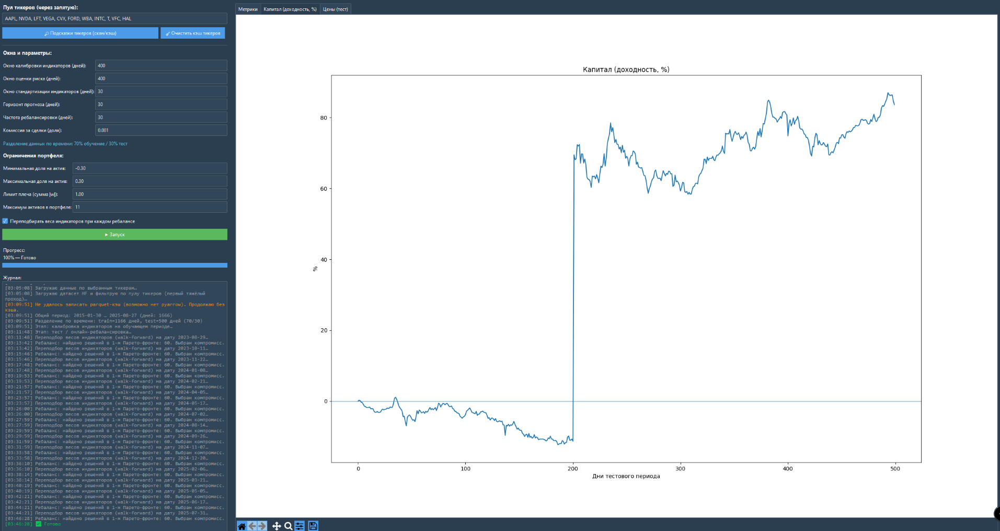 Пул тикеров (через запятую):
AAPL, NVDA, LFT, VEGA, CVX, FORD, WBA, INTC, T, VFC, HAL
Подсказки тикеров (скан/кэш)
Очистить кэш тикеров
Окна и параметры:
Окно калибровки индикаторов (дней): 400
Окно оценки риска (дней): 400
Окно стандартизации индикаторов (дней): 30
Горизонт прогноза (дней): 30
Частота ребалансировки (дней): 30
Комиссия за сделки (доля): 0.001
Разделение данных по времени: 70% обучение / 30% тест
Ограничения портфеля:
Минимальная доля на актив: -0.30
Максимальная доля на актив: 0.30
Лимит плеча (сумма |w|): 1.00
Максимум активов в портфеле: 11
Переподбирать веса индикаторов при каждом ребалансе
► Запуск
Прогресс:
100% — Готово
Журнал:
[03:05:08] Загружаю данные по выбранным тикерам…
[03:05:08] Загружаю датасет HF и фильтрую по пулу тикеров (первый тяжёлый
проход)…
[03:09:51] Не удалось записать parquet-кэш (возможно нет pyarrow). Продолжаю без
кэша.
[03:09:51] Общий период: 2015-01-30 … 2025-08-27 (дней: 1666)
[03:09:51] Разделение по времени: train=1166 дней, test=500 дней (70/30)
[03:09:51] Этап: калибровка индикаторов на обучающем периоде…
[03:11:48] Этап: тест / онлайн-ребалансировка…
[03:11:48] Переподбор весов индикаторов (walk-forward) на дату 2023-08-29…
[03:13:42] Ребаланс: найдено решений в 1-м Парето-фронте: 60. Выбран компромисс.
[03:13:42] Переподбор весов индикаторов (walk-forward) на дату 2023-10-11…
[03:15:46] Ребаланс: найдено решений в 1-м Парето-фронте: 60. Выбран компромисс.
[03:15:46] Переподбор весов индикаторов (walk-forward) на дату 2023-11-22…
[03:17:48] Ребаланс: найдено решений в 1-м Парето-фронте: 60. Выбран компромисс.
[03:17:48] Переподбор весов индикаторов (walk-forward) на дату 2024-01-08…
[03:19:53] Ребаланс: найдено решений в 1-м Парето-фронте: 60. Выбран компромисс.
[03:19:53] Переподбор весов индикаторов (walk-forward) на дату 2024-02-21…
[03:21:57] Ребаланс: найдено решений в 1-м Парето-фронте: 60. Выбран компромисс.
[03:21:57] Переподбор весов индикаторов (walk-forward) на дату 2024-04-05…
[03:23:57] Ребаланс: найдено решений в 1-м Парето-фронте: 60. Выбран компромисс.
[03:23:57] Переподбор весов индикаторов (walk-forward) на дату 2024-05-17…
[03:26:00] Ребаланс: найдено решений в 1-м Парето-фронте: 60. Выбран компромисс.
[03:26:00] Переподбор весов индикаторов (walk-forward) на дату 2024-07-02…
[03:27:59] Ребаланс: найдено решений в 1-м Парето-фронте: 60. Выбран компромисс.
[03:27:59] Переподбор весов индикаторов (walk-forward) на дату 2024-08-14…
[03:29:59] Ребаланс: найдено решений в 1-м Парето-фронте: 60. Выбран компромисс.
[03:29:59] Переподбор весов индикаторов (walk-forward) на дату 2024-09-26…
[03:31:59] Ребаланс: найдено решений в 1-м Парето-фронте: 60. Выбран компромисс.
[03:31:59] Переподбор весов индикаторов (walk-forward) на дату 2024-11-07…
[03:33:58] Ребаланс: найдено решений в 1-м Парето-фронте: 60. Выбран компромисс.
[03:33:58] Переподбор весов индикаторов (walk-forward) на дату 2024-12-20…
[03:36:10] Ребаланс: найдено решений в 1-м Парето-фронте: 60. Выбран компромисс.
[03:36:10] Переподбор весов индикаторов (walk-forward) на дату 2025-02-06…
[03:38:14] Ребаланс: найдено решений в 1-м Парето-фронте: 60. Выбран компромисс.
[03:38:14] Переподбор весов индикаторов (walk-forward) на дату 2025-03-21…
[03:40:19] Ребаланс: найдено решений в 1-м Парето-фронте: 60. Выбран компромисс.
[03:40:19] Переподбор весов индикаторов (walk-forward) на дату 2025-05-05…
[03:42:21] Ребаланс: найдено решений в 1-м Парето-фронте: 60. Выбран компромисс.
[03:42:21] Переподбор весов индикаторов (walk-forward) на дату 2025-06-17…
[03:44:21] Ребаланс: найдено решений в 1-м Парето-фронте: 60. Выбран компромисс.
[03:44:21] Переподбор весов индикаторов (walk-forward) на дату 2025-07-31…
[03:46:28] Ребаланс: найдено решений в 1-м Парето-фронте: 60. Выбран компромисс.
[03:46:28] ✅ Готово
Метрики
Капитал (доходность, %)
Цены (тест)
Капитал (доходность, %)
80
60
40
20
0
%
0 100 200 300 400 500
Дни тестового периода